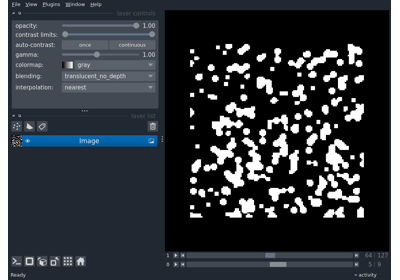 File View Plugins Window Help
layer controls
opacity: 1.00
contrast limits:
auto-contrast: once continuous
gamma: 1.00
colormap: gray
blending: translucent_no_depth
interpolation: nearest
layer list
Image
1 64 127
0 5 9
Ready activity